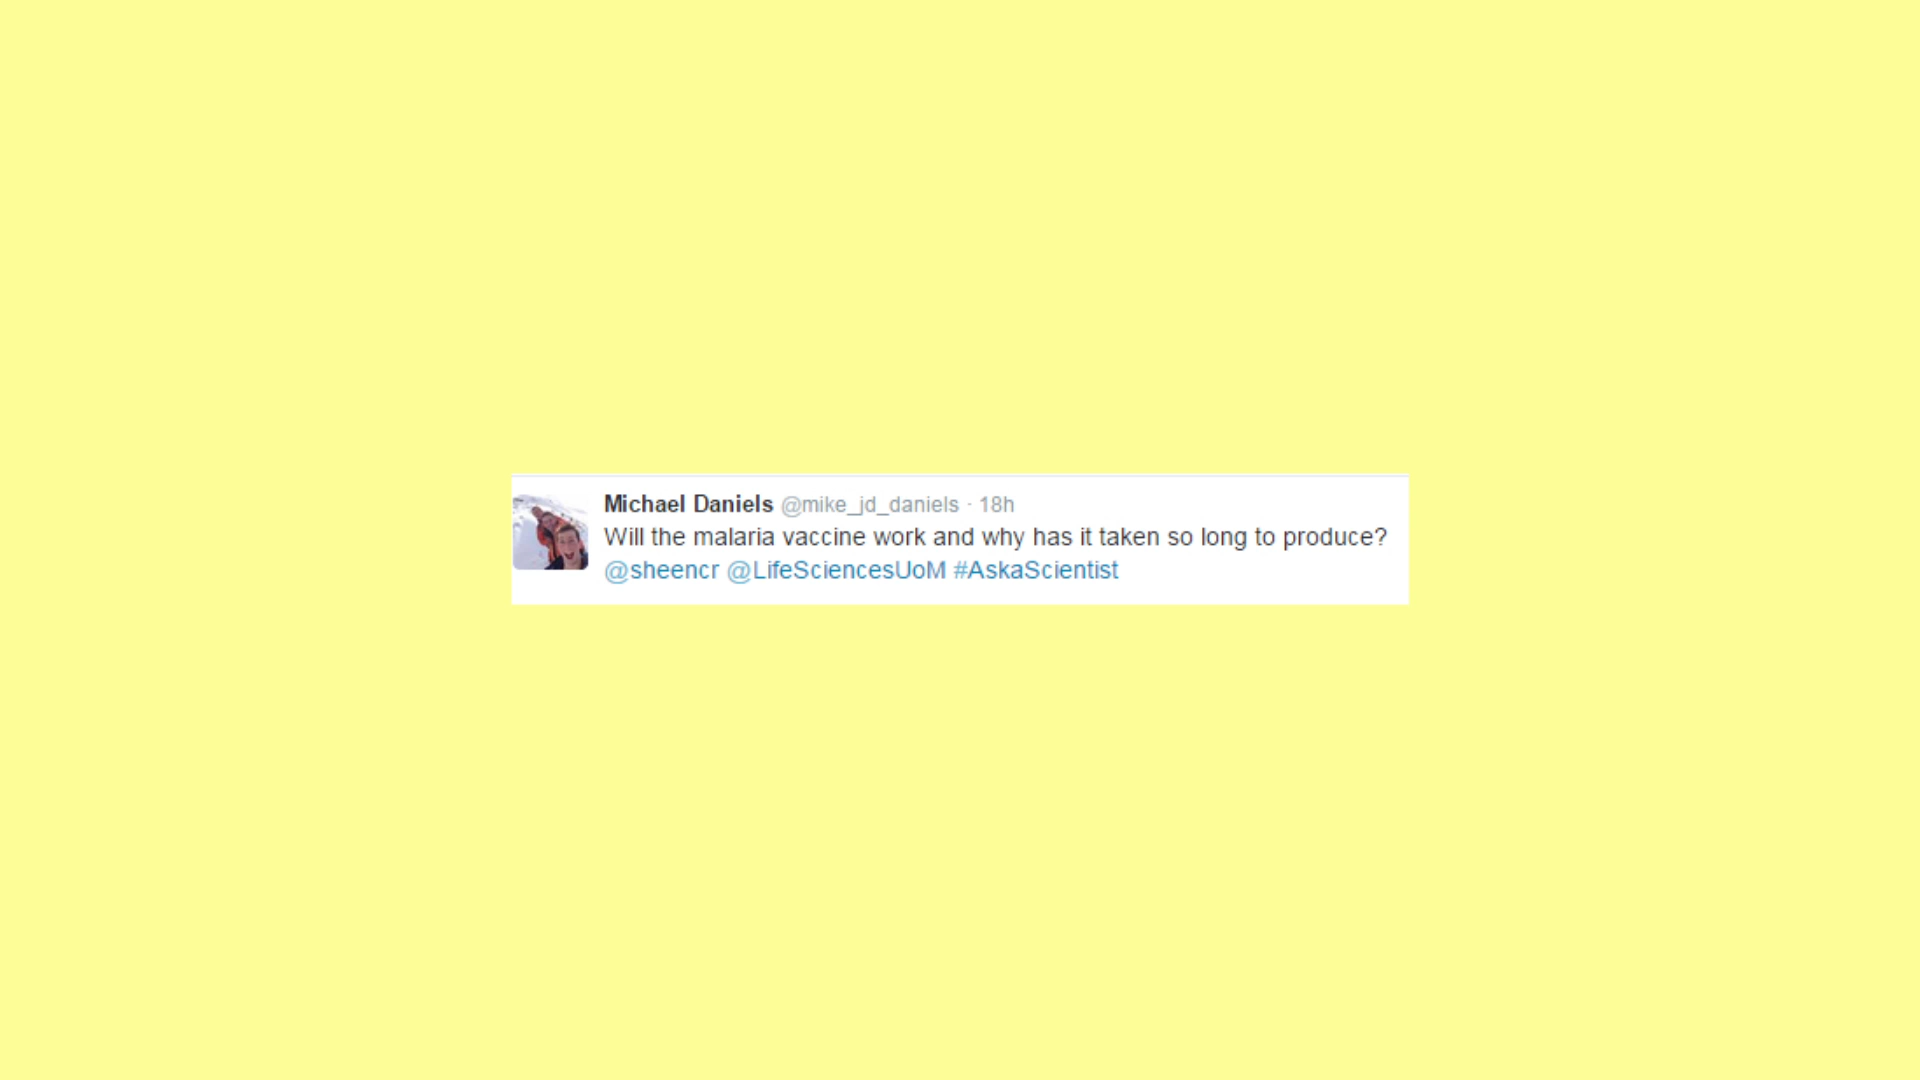 Michael Daniels @mike_jd_daniels · 18h
Will the malaria vaccine work and why has it taken so long to produce?
@sheencr @LifeSciencesUoM #AskaScientist